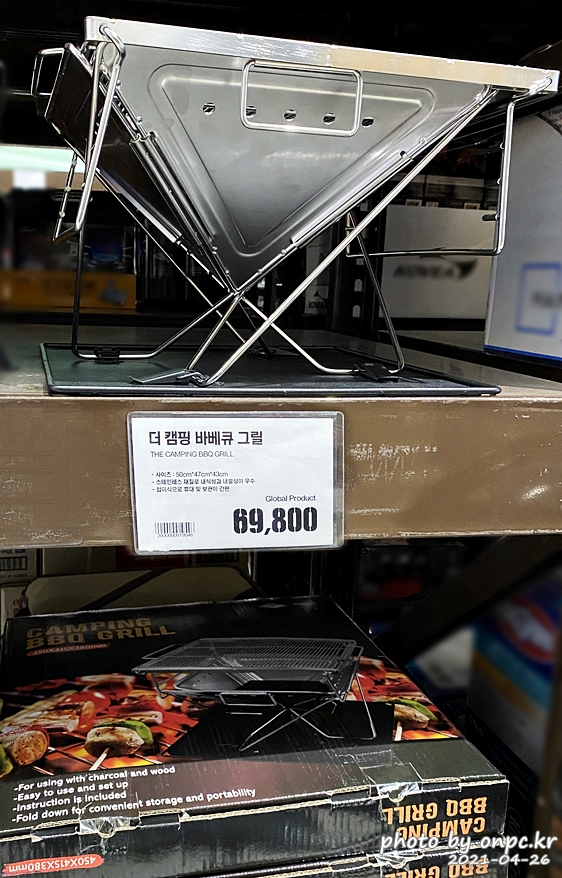 KOVEA
더 캠핑 바베큐 그릴
THE CAMPING BBQ GRILL
- 사이즈 : 50cm*47cm*43cm
- 스테인레스 재질로 내식성과 내열성이 우수
- 접이식으로 휴대 및 보관이 간편
Global Product
69,800
2000000919546
CAMPING
BBQ GRILL
450X415X380mm
-For using with charcoal and wood
-Easy to use and set up
-Instruction is included
-Fold down for convenient storage and portability
CAMPING
BBQ GRILL
450X415X380mm
CAMPING
photo by onpc.kr
2021-04-26